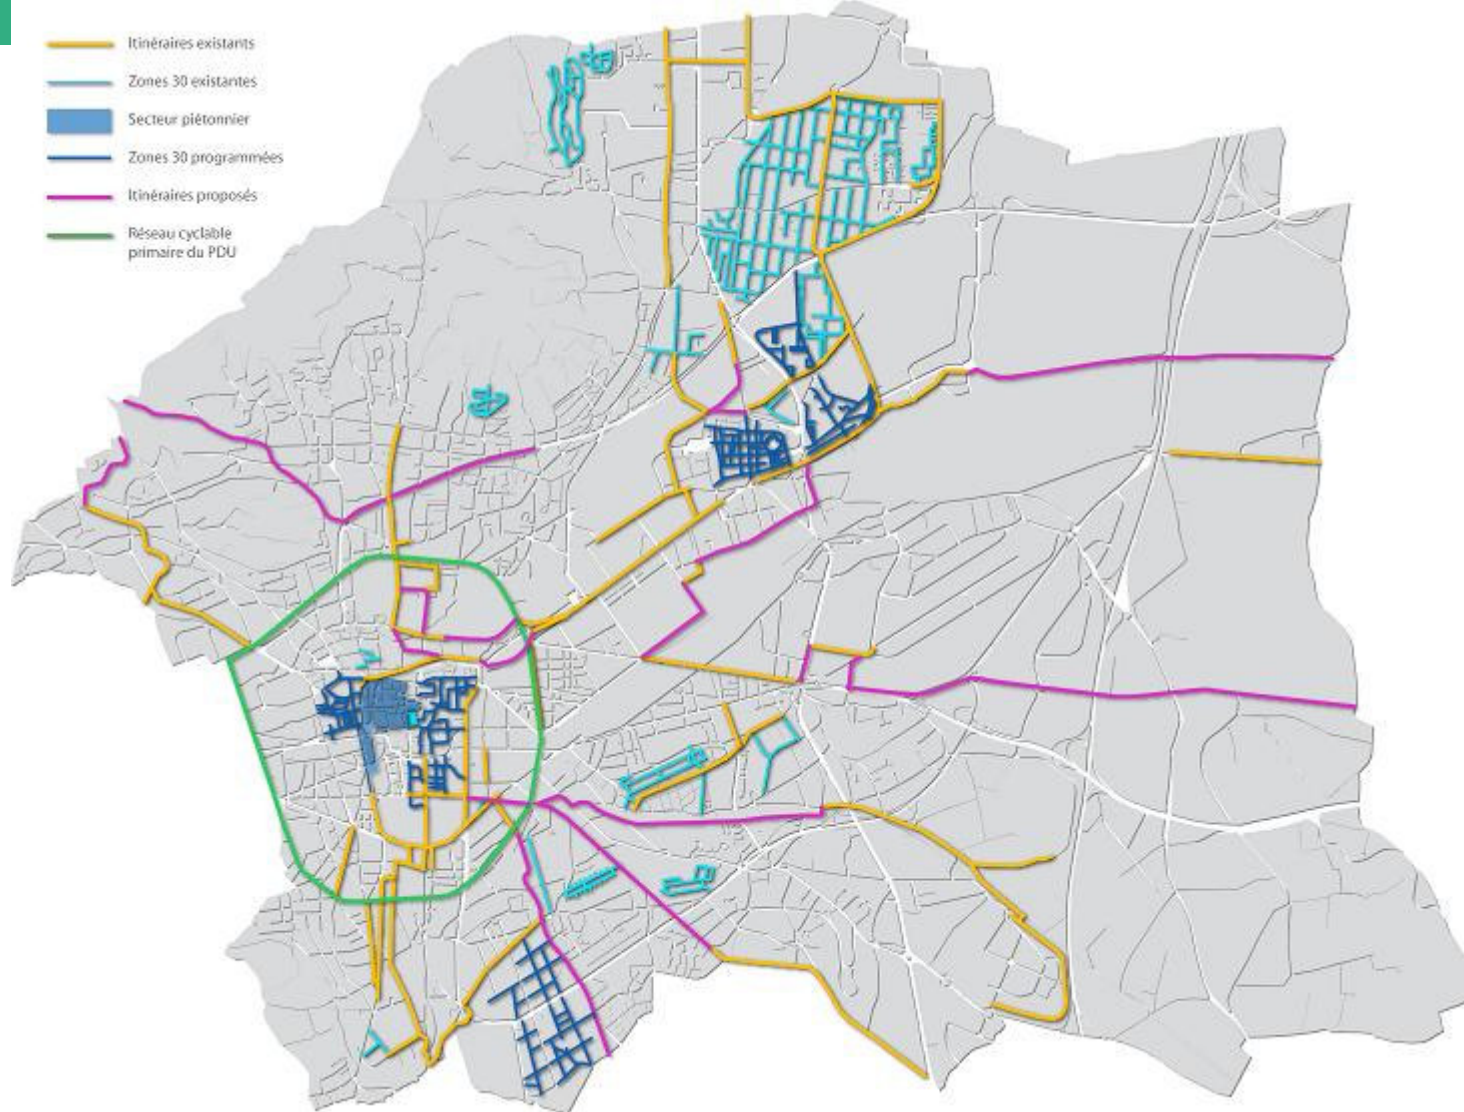 Itinéraires existants
Zones 30 existantes
Secteur piétonnier
Zones 30 programmées
Itinéraires proposés
Réseau cyclable
primaire du PDU